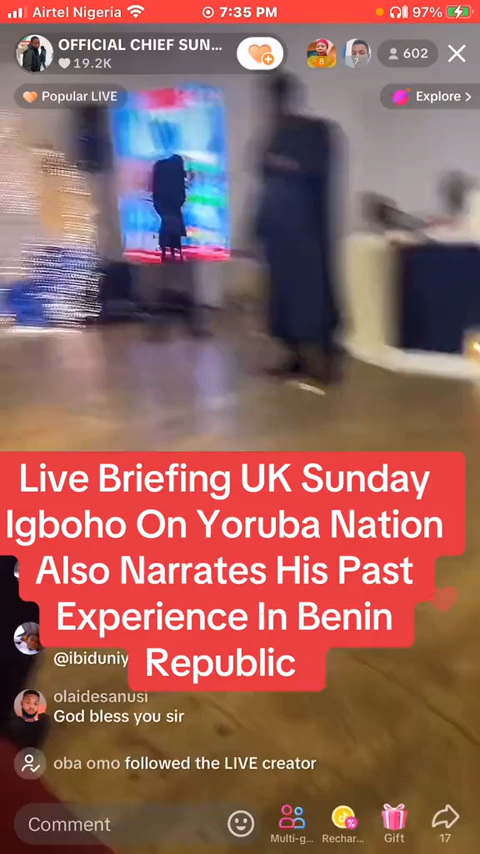 Airtel Nigeria
7:35 PM
97%
OFFICIAL CHIEF SUN...
19.2K
8
7
602
Popular LIVE
Explore >
Live Briefing UK Sunday
Igboho On Yoruba Nation
Also Narrates His Past
Experience In Benin
Republic
@ibiduniy
olaidesanusi
God bless you sir
oba omo followed the LIVE creator
Comment
Multi-g...
Rechar...
Gift
17